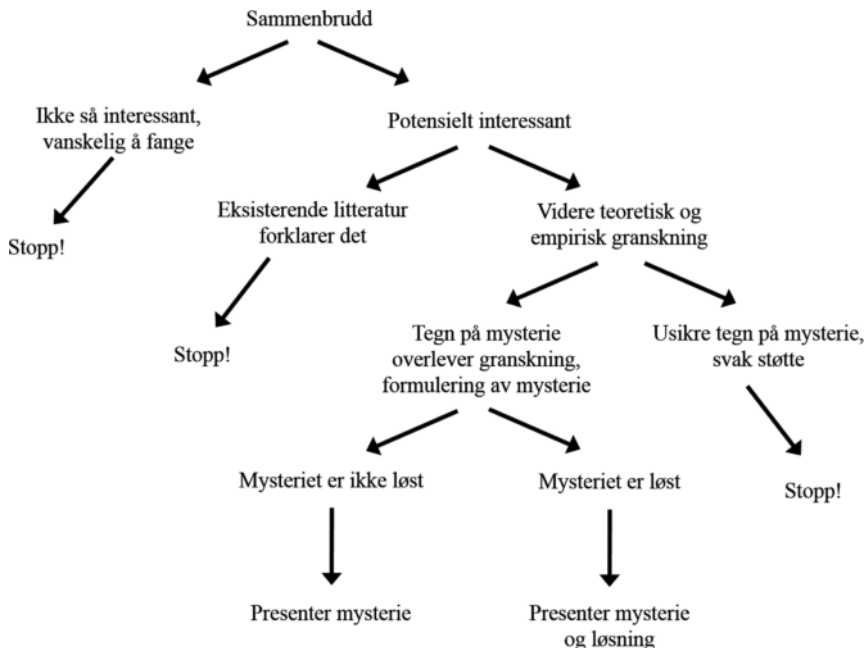 Sammenbrudd
Ikke så interessant,
vanskelig å fange
Potensielt interessant
Stopp!
Eksisterende litteratur
forklarer det
Videre teoretisk og
empirisk granskning
Stopp!
Tegn på mysterie
overlever granskning,
formulering av mysterie
Usikre tegn på mysterie,
svak støtte
Mysteriet er ikke løst
Mysteriet er løst
Stopp!
Presenter mysterie
Presenter mysterie
og løsning